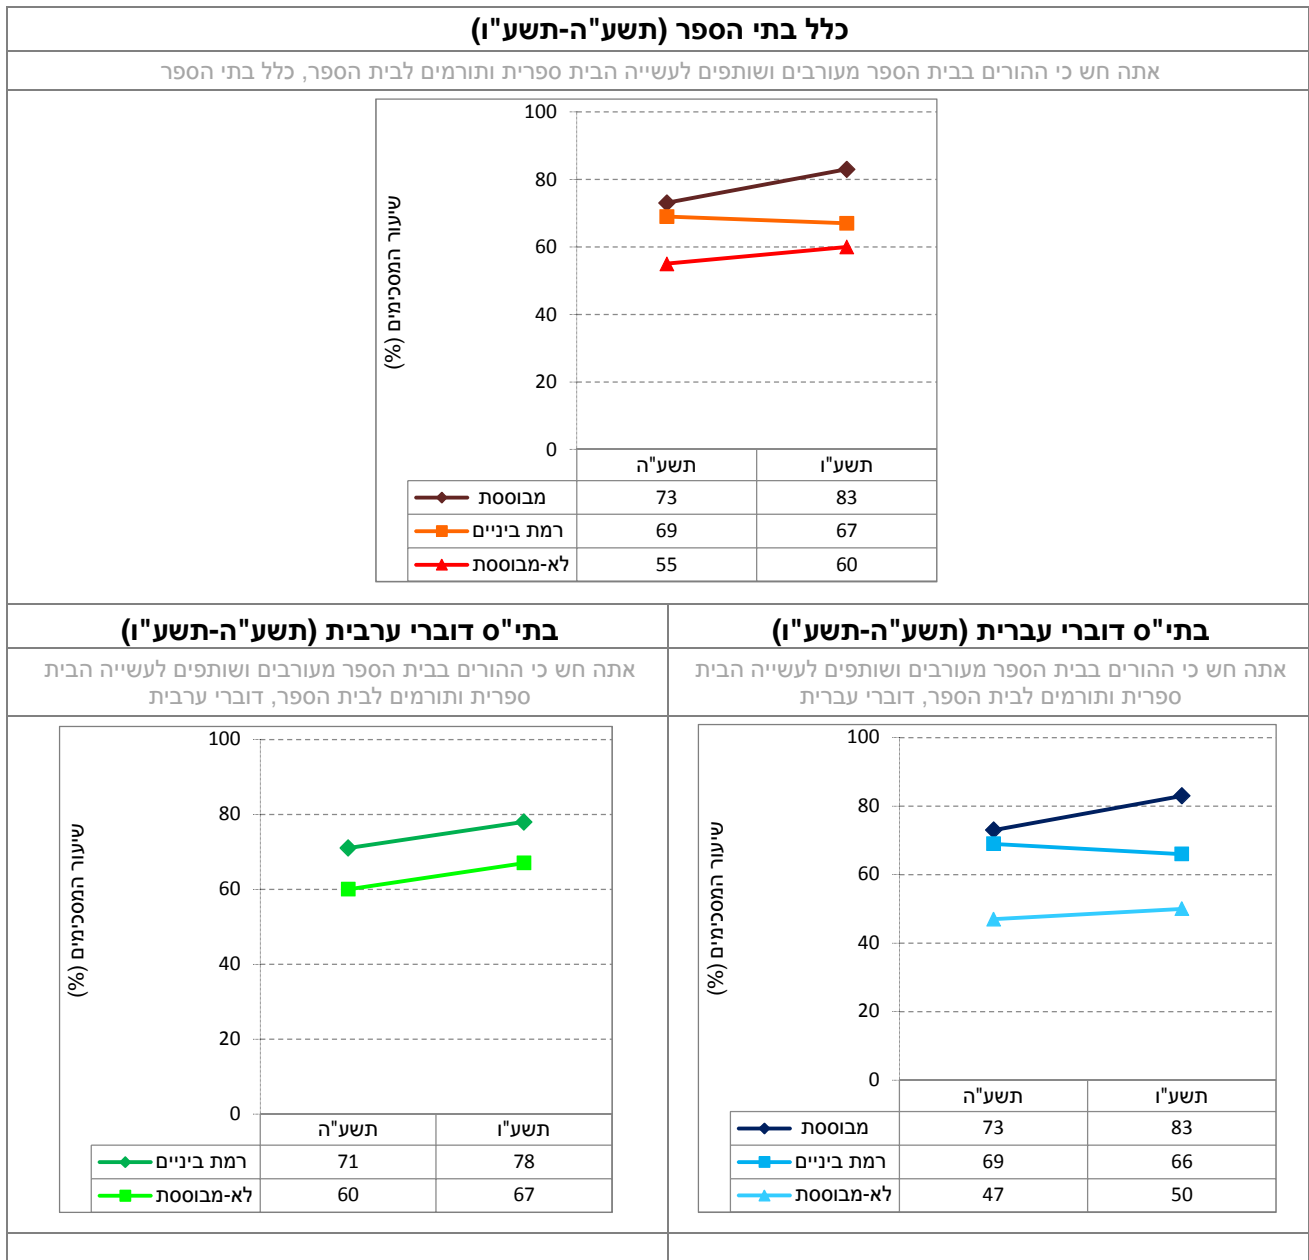 כלל בתי הספר (תשע"ה-תשע"ו)
אתה חש כי ההורים בבית הספר מעורבים ושותפים לעשייה הבית ספרית ותורמים לבית הספר, כלל בתי הספר
שיעור המסכימים (%)
100
80
60
40
20
0
תשע"ה תשע"ו
מבוססת 73 83
רמת ביניים 69 67
לא-מבוססת 55 60
בתי"ס דוברי עברית (תשע"ה-תשע"ו)
אתה חש כי ההורים בבית הספר מעורבים ושותפים לעשייה הבית
ספרית ותורמים לבית הספר, דוברי עברית
שיעור המסכימים (%)
100
80
60
40
20
0
תשע"ה תשע"ו
מבוססת 73 83
רמת ביניים 69 66
לא-מבוססת 47 50
בתי"ס דוברי ערבית (תשע"ה-תשע"ו)
אתה חש כי ההורים בבית הספר מעורבים ושותפים לעשייה הבית
ספרית ותורמים לבית הספר, דוברי ערבית
שיעור המסכימים (%)
100
80
60
40
20
0
תשע"ה תשע"ו
רמת ביניים 71 78
לא-מבוססת 60 67